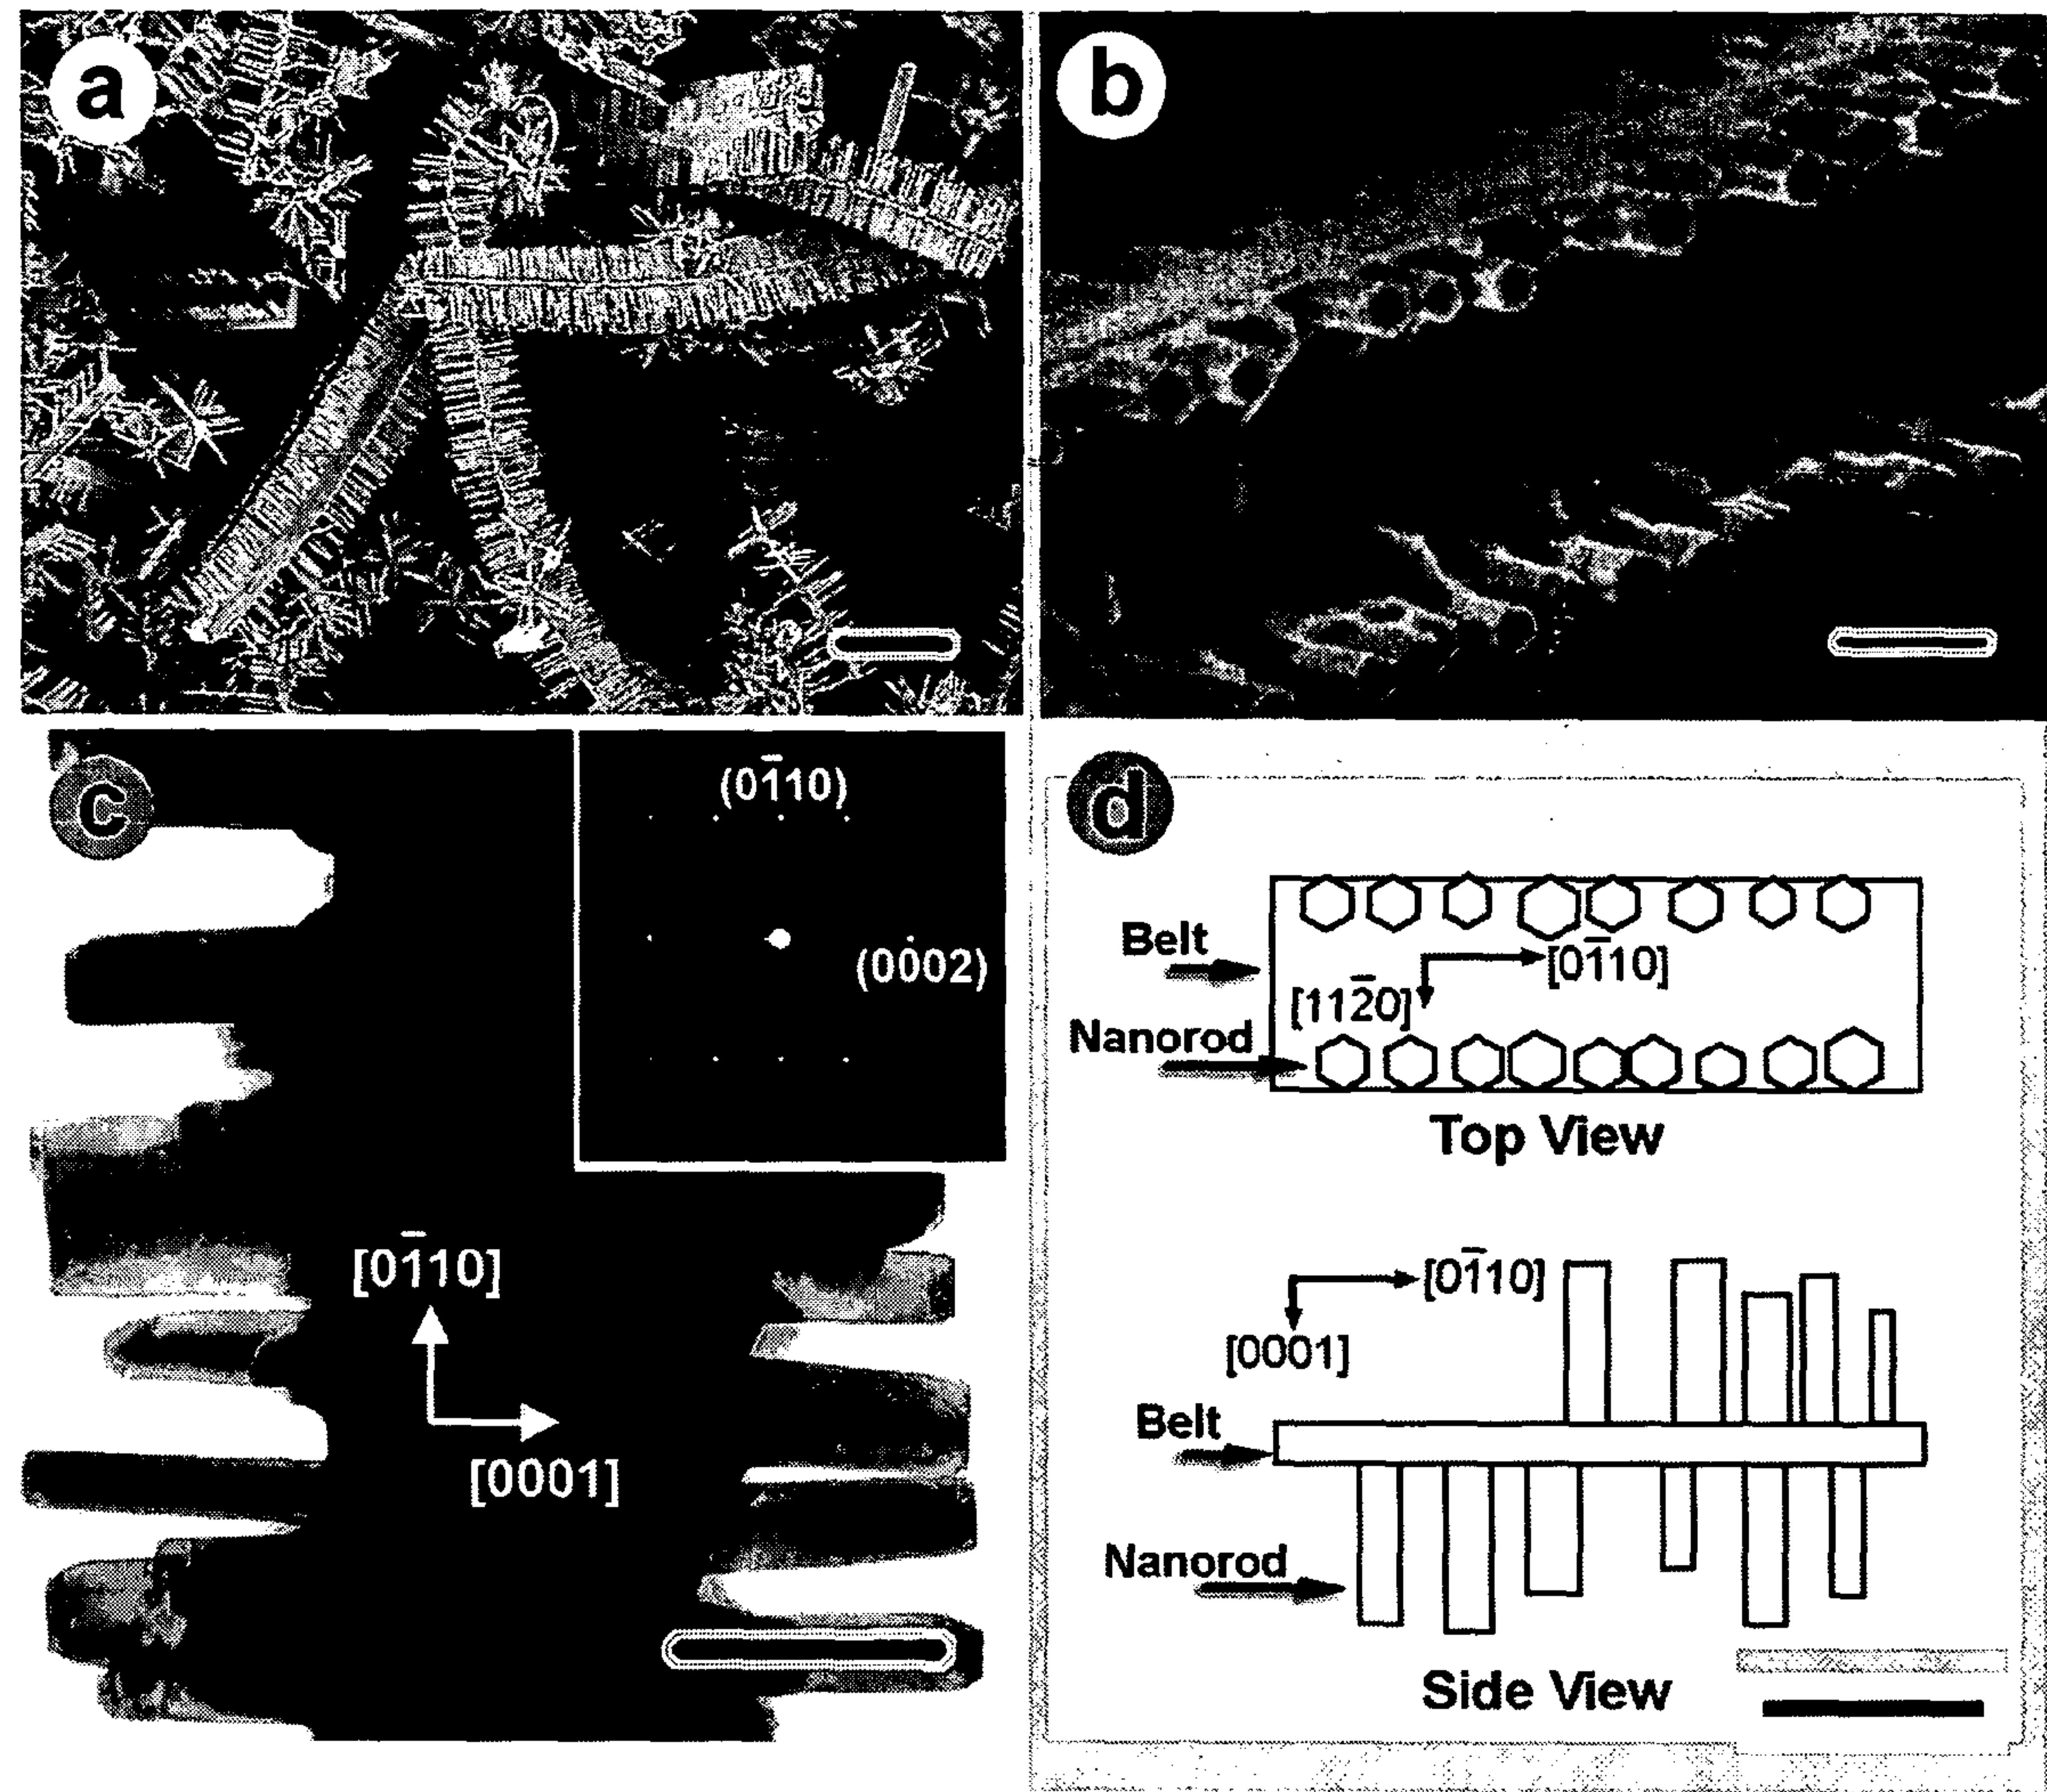 a
b
c
(01̄10)
(0002)
[01̄10]
[0001]
d
Belt
[01̄10]
[112̄0]
Nanorod
Top View
[01̄10]
[0001]
Belt
Nanorod
Side View